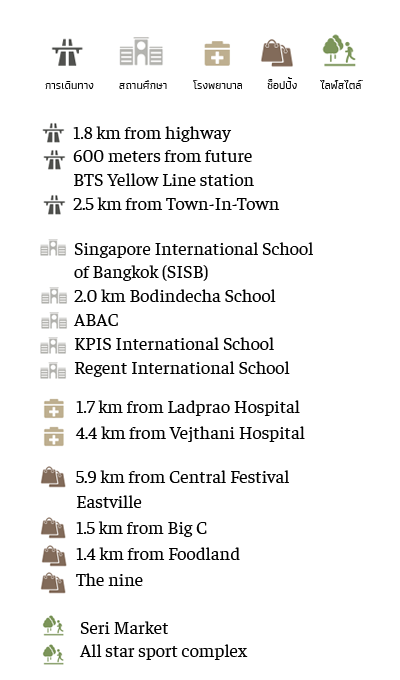 การเดินทาง สถานศึกษา โรงพยาบาล ช็อปปิ้ง ไลฟ์สไตล์
1.8 km from highway
600 meters from future
BTS Yellow Line station
2.5 km from Town-In-Town
Singapore International School
of Bangkok (SISB)
2.0 km Bodindecha School
ABAC
KPIS International School
Regent International School
1.7 km from Ladprao Hospital
4.4 km from Vejthani Hospital
5.9 km from Central Festival
Eastville
1.5 km from Big C
1.4 km from Foodland
The nine
Seri Market
All star sport complex